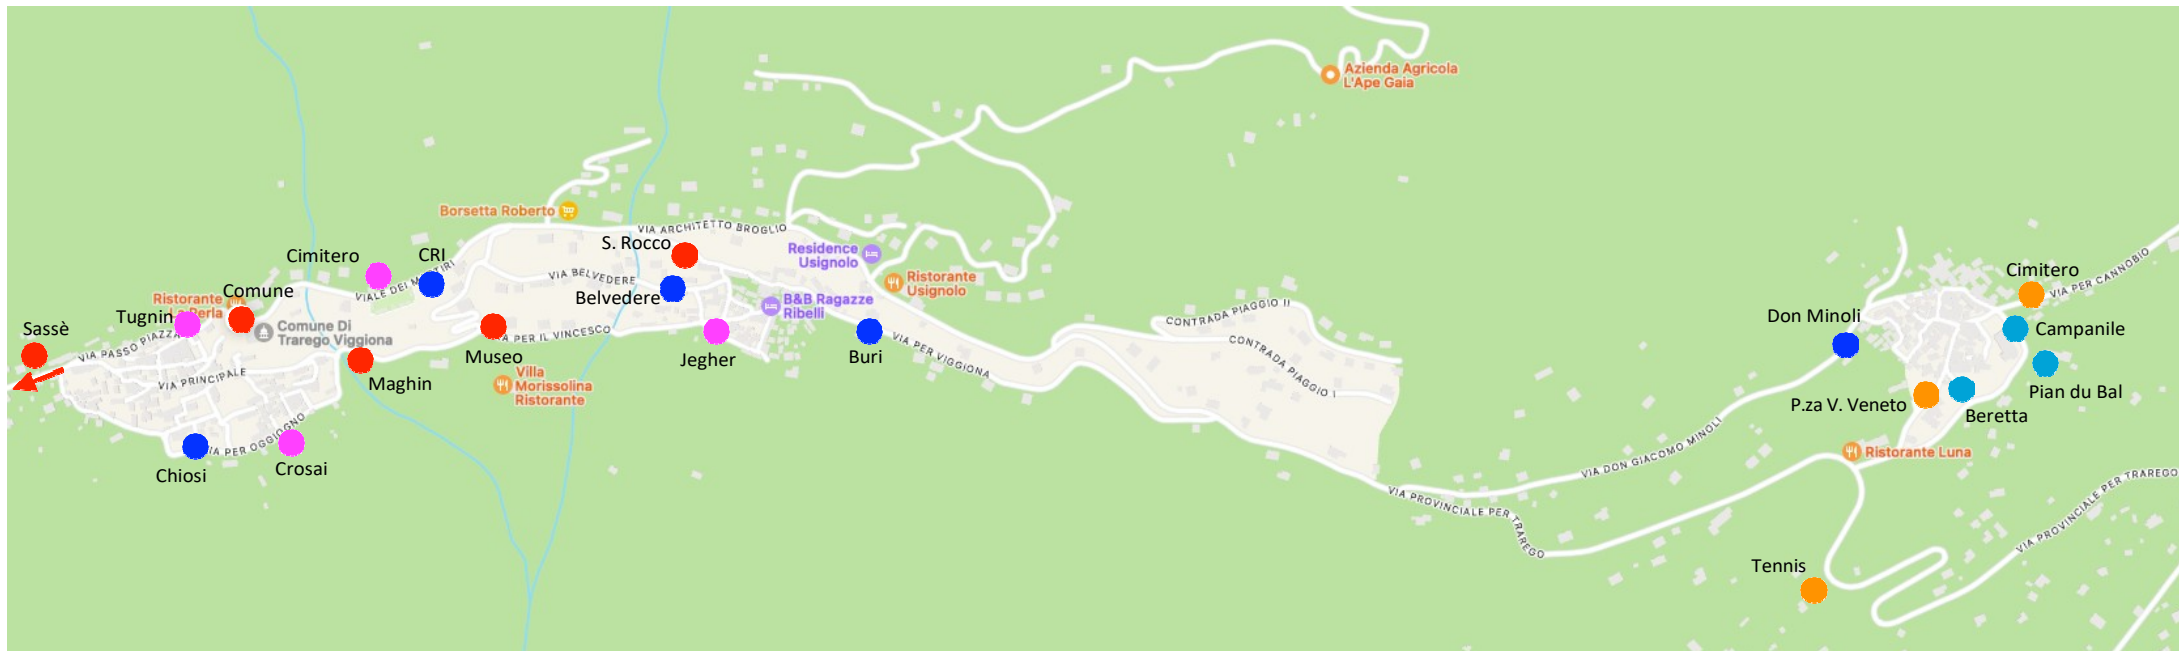 Azienda Agricola
L'Ape Gaia
Borsetta Roberto
VIA ARCHITETTO BROGLIO
S. Rocco
Residence
Usignolo
Cimitero
CRI
VIALE DEI MARTIRI
VIA BELVEDERE
Belvedere
Ristorante
Usignolo
B&B Ragazze
Ribelli
Ristorante
La Perla
Comune
Tugnin
Comune Di
Trarego Viggiona
Sassè
VIA PASSO PIAZZA
VIA PRINCIPALE
Maghin
Museo
VIA PER IL VINCESCO
Villa
Morissolina
Ristorante
Jegher
Buri
VIA PER VIGGIONA
CONTRADA PIAGGIO II
CONTRADA PIAGGIO I
VIA PER OGGIOGNO
Chiosi
Crosai
Cimitero
VIA PER CANNOBIO
Don Minoli
Campanile
Pian du Bal
P.za V. Veneto
Beretta
Ristorante Luna
VIA DON GIACOMO MINOLI
VIA PROVINCIALE PER TRAREGO
VIA PROVINCIALE PER TRAREGO
Tennis